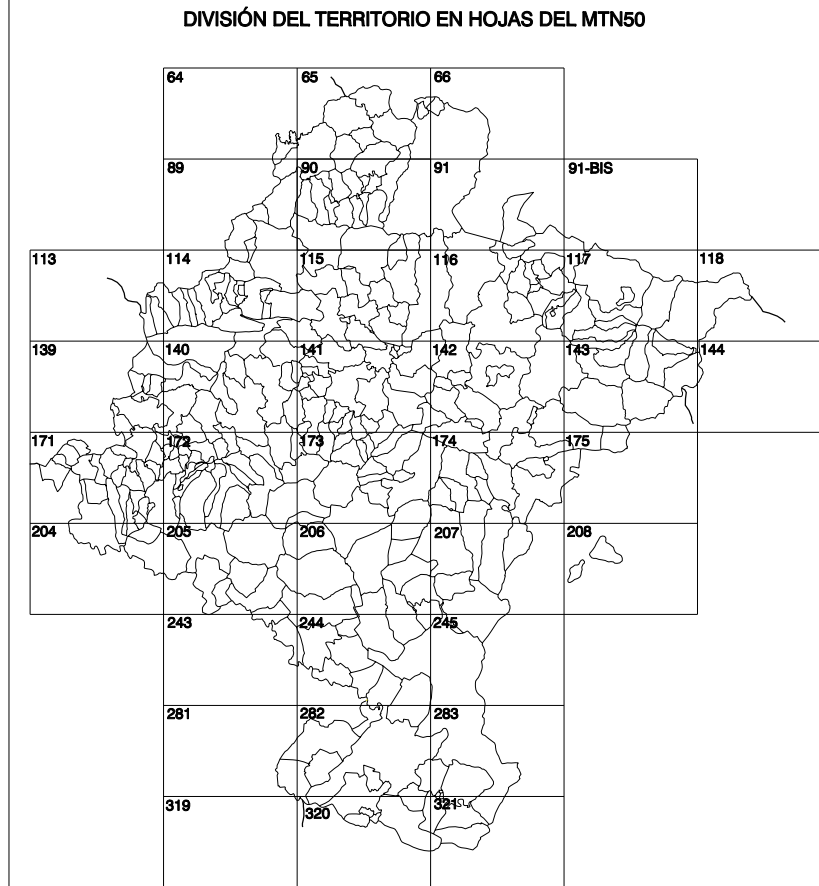 DIVISIÓN DEL TERRITORIO EN HOJAS DEL MTN50
64 65 66
89 90 91 91-BIS
113 114 115 116 117 118
139 140 141 142 143 144
171 172 173 174 175
204 205 206 207 208
243 244 245
281 282 283
319 320 321